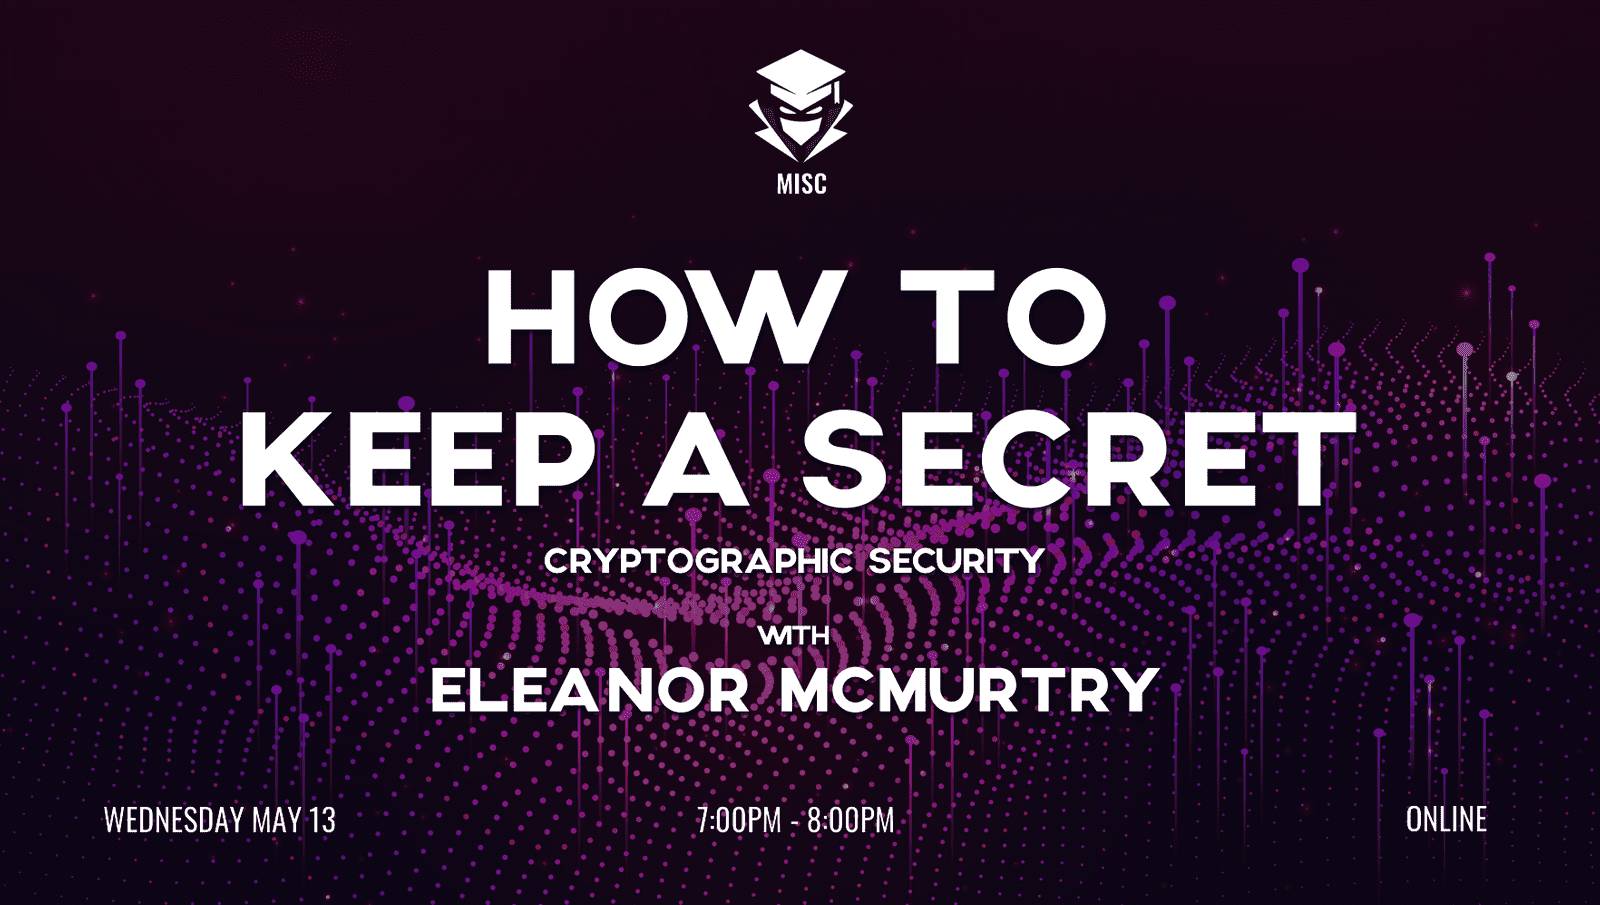 MISC
HOW TO
KEEP A SECRET
CRYPTOGRAPHIC SECURITY
WITH
ELEANOR MCMURTRY
WEDNESDAY MAY 13
7:00PM - 8:00PM
ONLINE